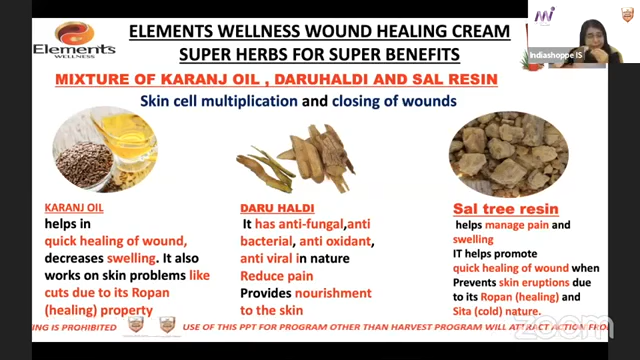 ELEMENTS WELLNESS WOUND HEALING CREAM
SUPER HERBS FOR SUPER BENEFITS
Elements
WELLNESS
Indiashoppe IS
MIXTURE OF KARANJ OIL , DARUHALDI AND SAL RESIN
Skin cell multiplication and closing of wounds
KARANJ OIL
helps in
quick healing of wound,
decreases swelling. It also
works on skin problems like
cuts due to its Ropan
(healing) property
DARU HALDI
It has anti-fungal,anti
bacterial, anti oxidant,
anti viral in nature
Reduce pain
Provides nourishment
to the skin
Sal tree resin
helps manage pain and
swelling
IT helps promote
quick healing of wound when
Prevents skin eruptions due
to its Ropan (healing) and
Sita (cold) nature.
ING IS PROHIBITED
USE OF THIS PPT FOR PROGRAM OTHER THAN HARVEST PROGRAM WILL ATTRACT ACTION FROM
zoom